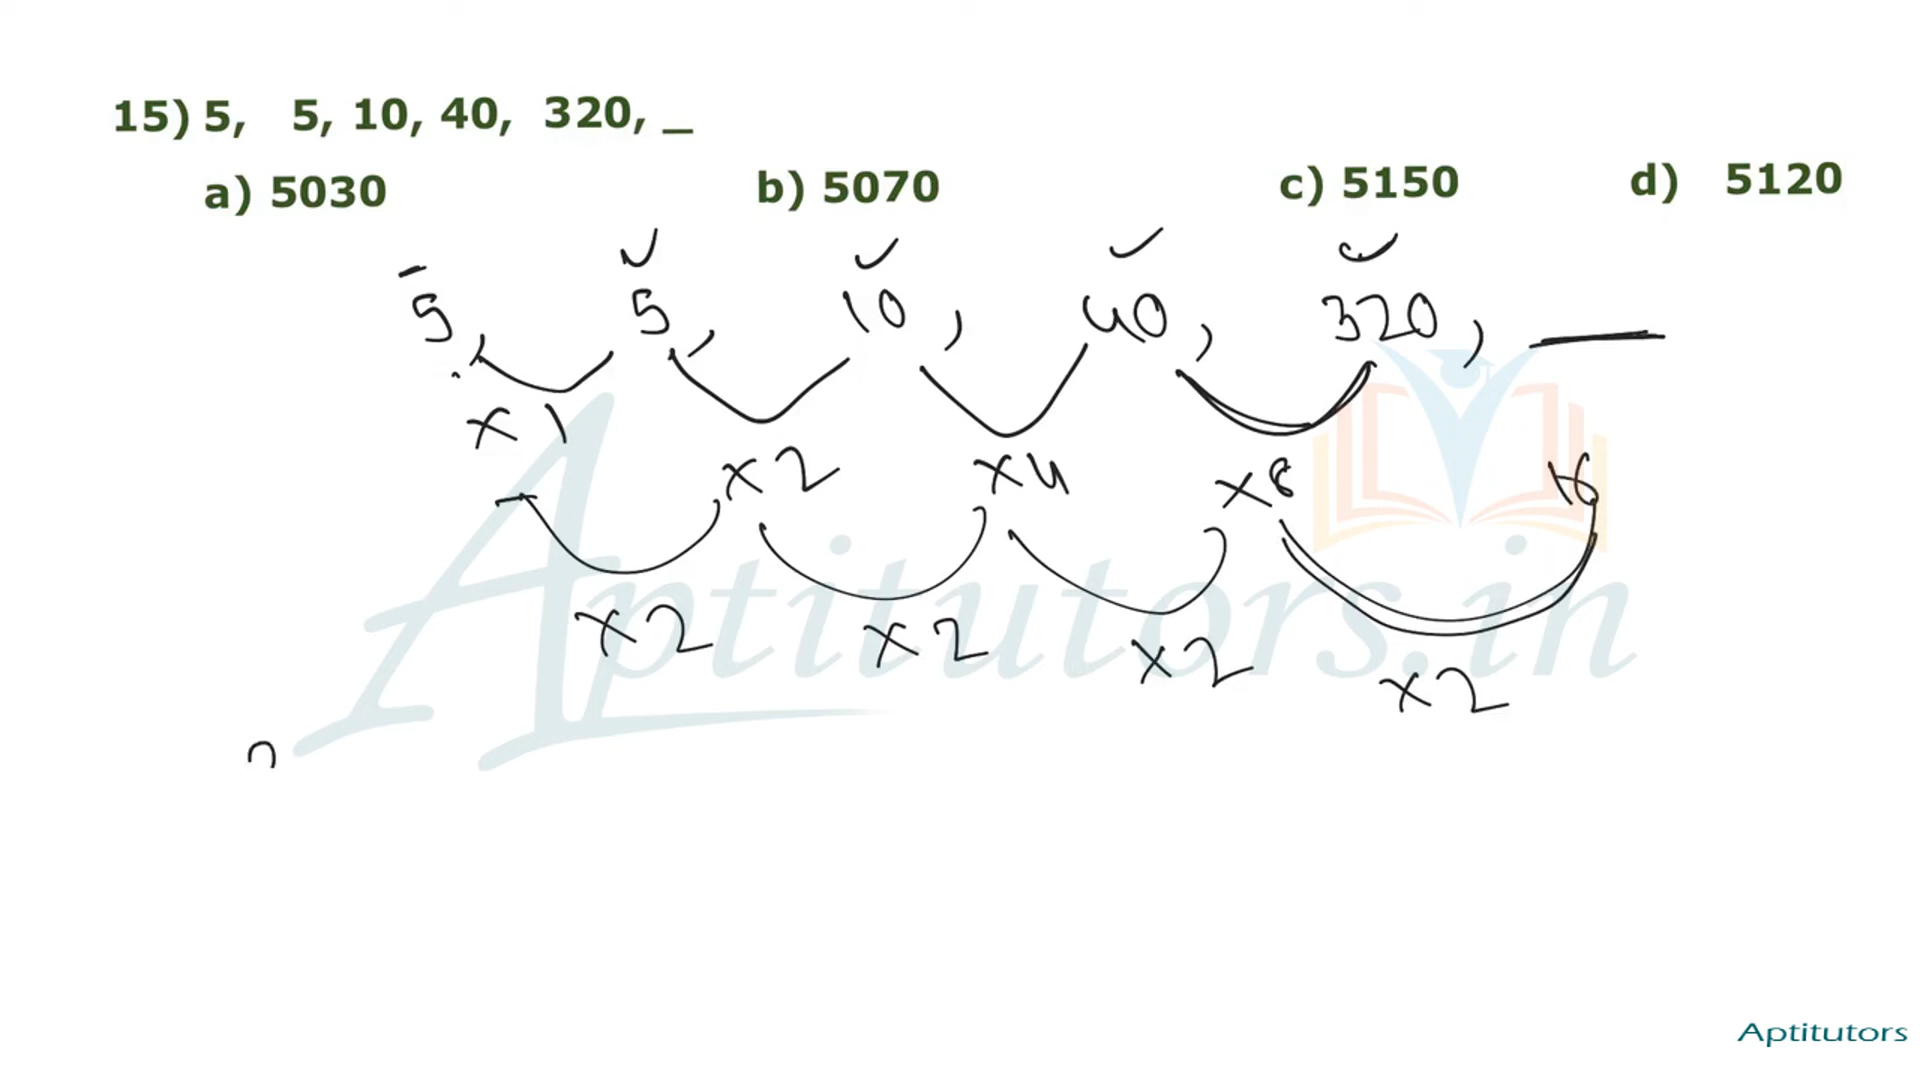 15) 5, 5, 10, 40, 320, _
a) 5030 b) 5070 c) 5150 d) 5120
5, 5, 10, 40, 320, __
x 1 x 2 x 4 x 8 16
x 2 x 2 x 2 x 2
Aptitutors.in
Aptitutors